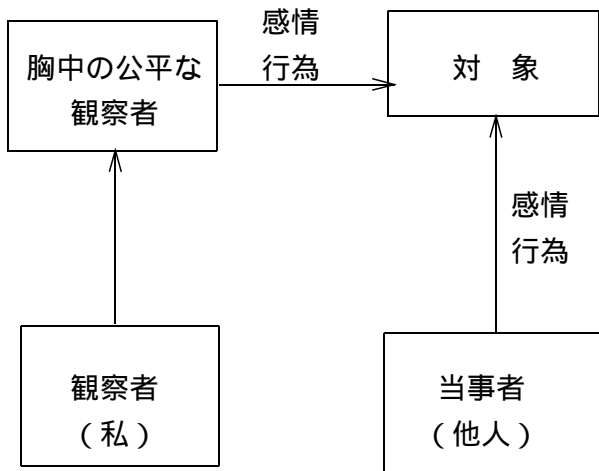 胸中の公平な
観察者
感情
行為
対 象
感情
行為
観察者
(私)
当事者
(他人)